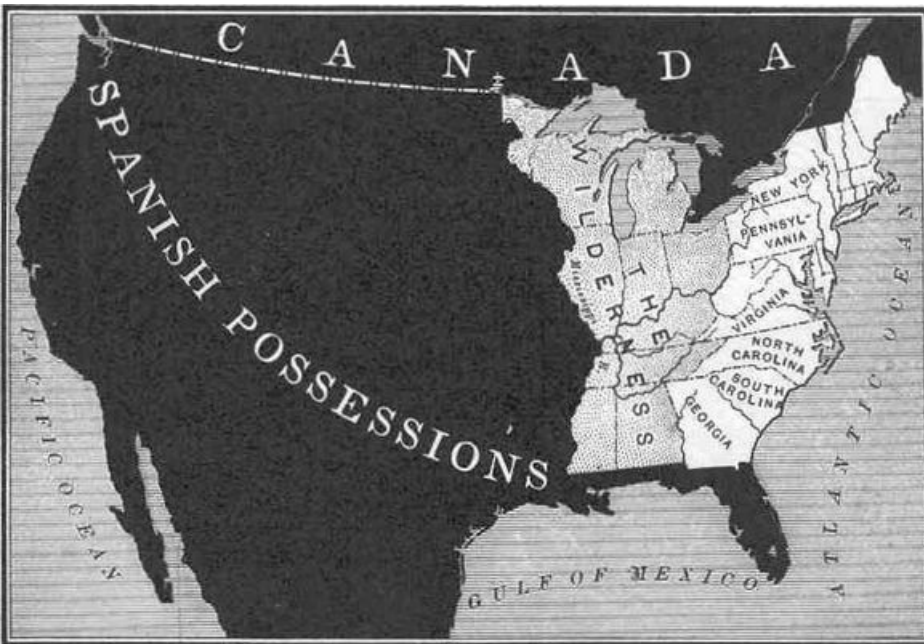 CANADA
SPANISH POSSESSIONS
THE
WILDERNESS
NEW YORK
PENNSYL-
VANIA
VIRGINIA
NORTH
CAROLINA
SOUTH
CAROLINA
GEORGIA
PACIFIC OCEAN
ATLANTIC OCEAN
GULF OF MEXICO